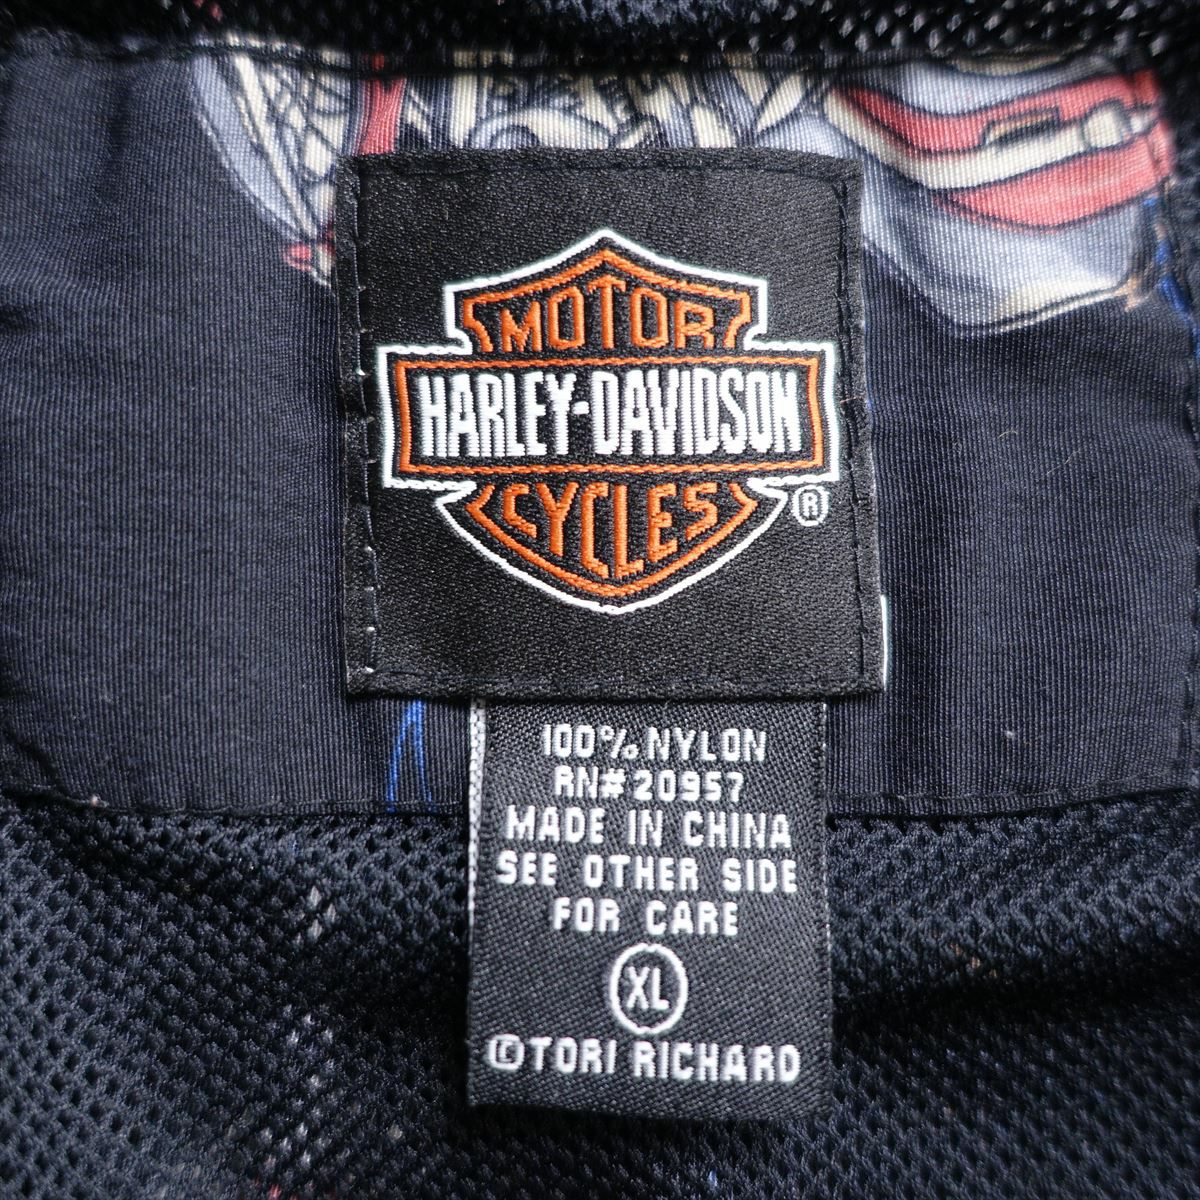 MOTOR
HARLEY-DAVIDSON
CYCLES
®
100% NYLON
RN#20957
MADE IN CHINA
SEE OTHER SIDE
FOR CARE
XL
©TORI RICHARD